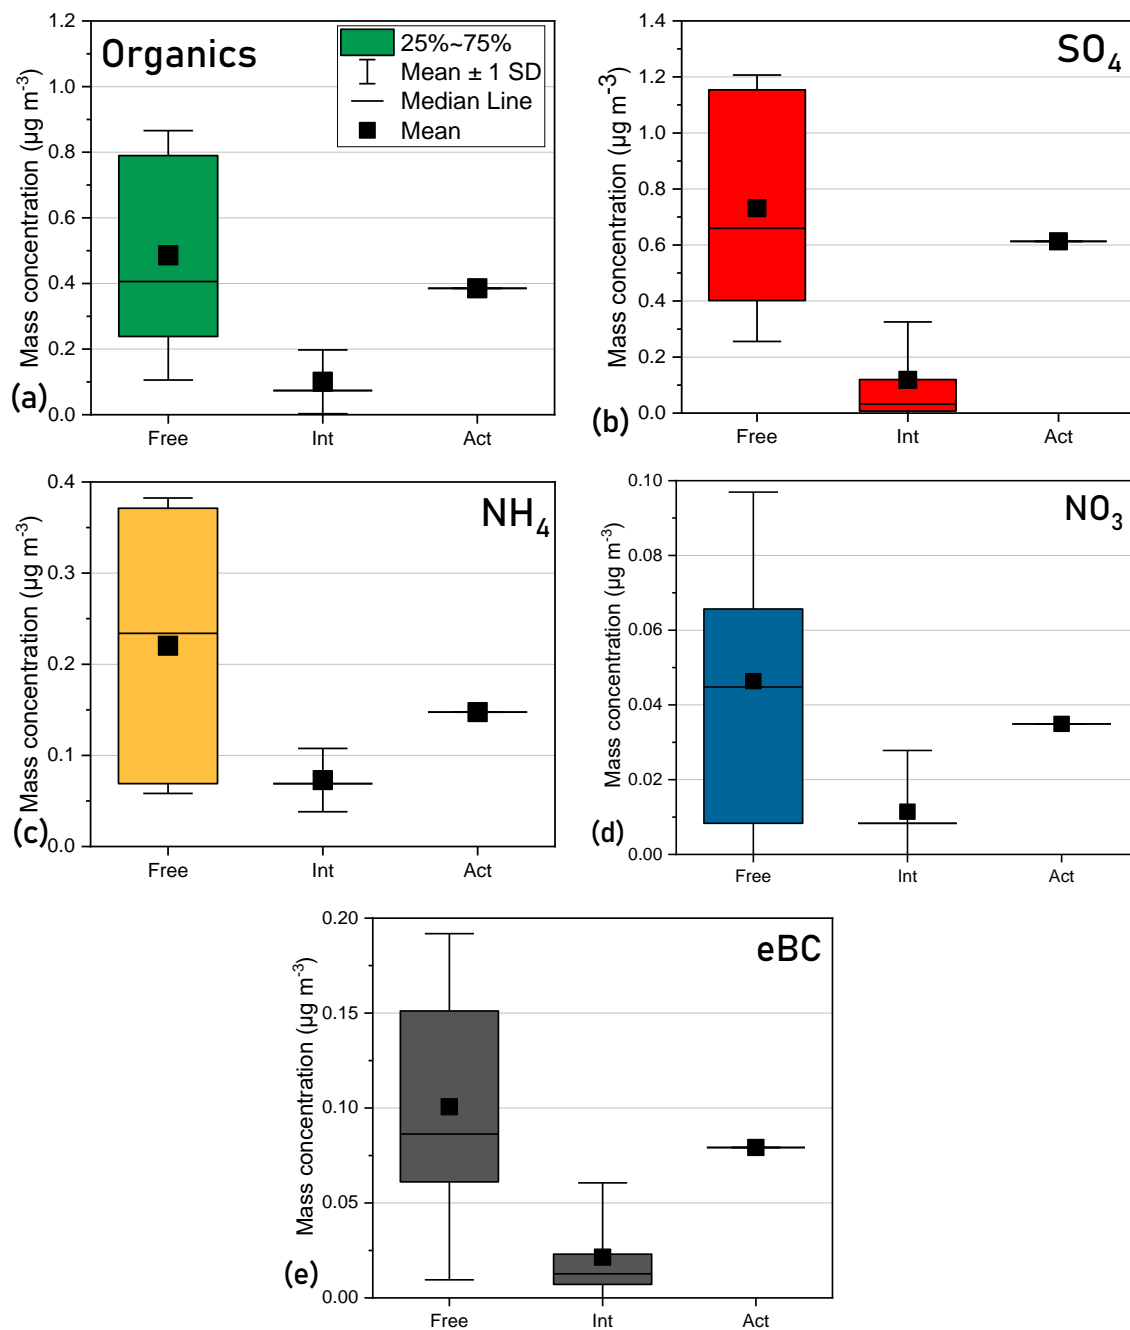 Organics
25%~75%
Mean ± 1 SD
Median Line
Mean
Mass concentration (μg m⁻³)
1.2
1.0
0.8
0.6
0.4
0.2
0.0
(a)
Free Int Act
SO₄
Mass concentration (μg m⁻³)
1.4
1.2
1.0
0.8
0.6
0.4
0.2
0.0
(b)
Free Int Act
NH₄
Mass concentration (μg m⁻³)
0.4
0.3
0.2
0.1
0.0
(c)
Free Int Act
NO₃
Mass concentration (μg m⁻³)
0.10
0.08
0.06
0.04
0.02
0.00
(d)
Free Int Act
eBC
Mass concentration (μg m⁻³)
0.20
0.15
0.10
0.05
0.00
(e)
Free Int Act